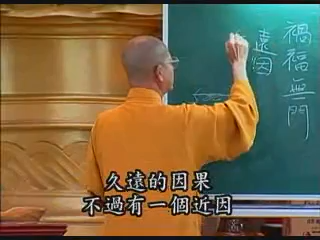 禍福無門
遠因
久遠的因果
不過有一個近因